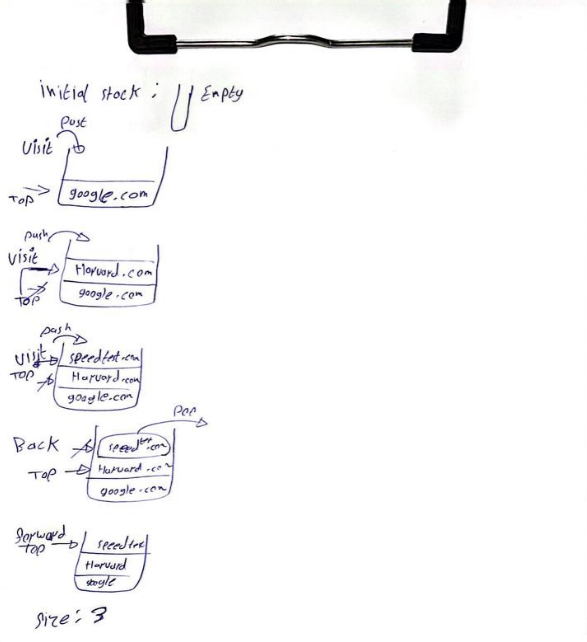 initial stack : Empty
Post
Visit
TOP google.com
push
Visit
Harvard.com
TOP google.com
push
Visit speedtest.com
TOP Harvard.com
google.com
Pop
Back speedtst.com
TOP Harvard.com
google.com
Forward
TOP speedtest
Harvard
google
Size: 3